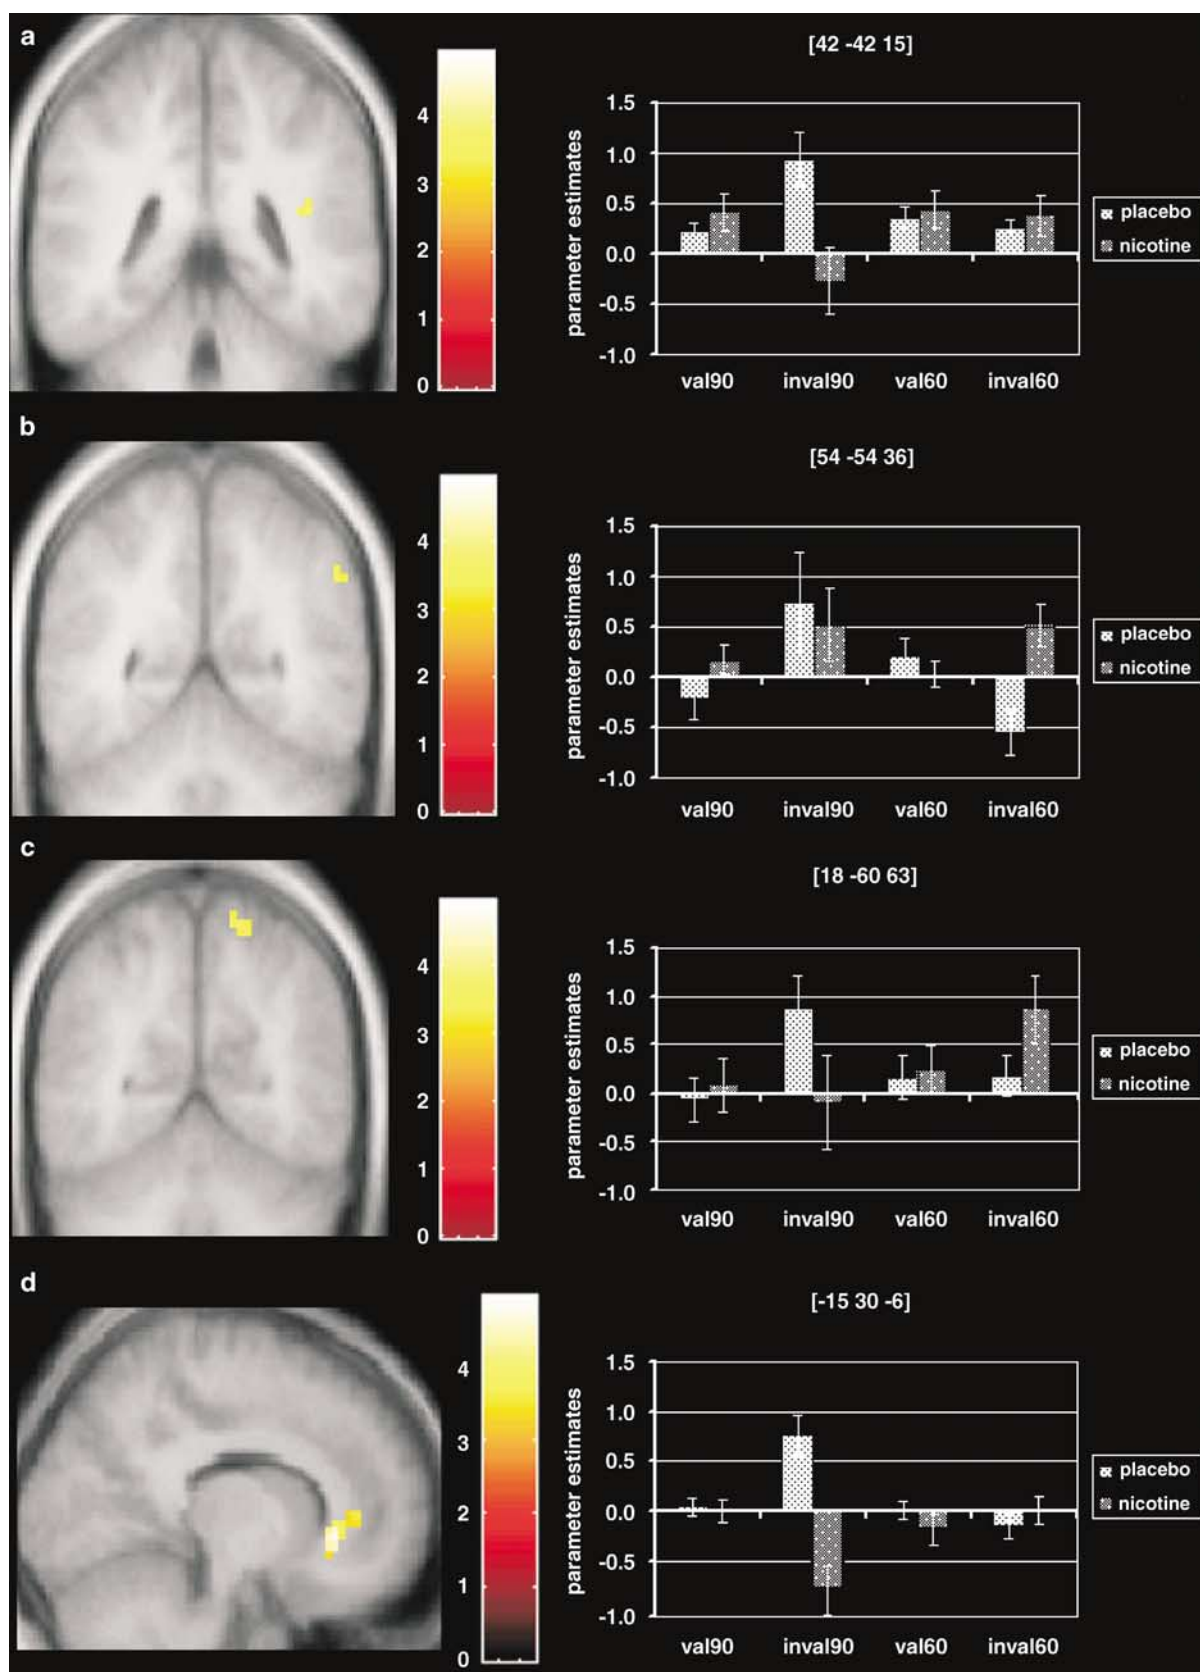 a
[42 -42 15]
4
3
2
1
0
parameter estimates
1.5
1.0
0.5
0.0
-0.5
-1.0
val90 inval90 val60 inval60
placebo
nicotine
b
[54 -54 36]
4
3
2
1
0
parameter estimates
1.5
1.0
0.5
0.0
-0.5
-1.0
val90 inval90 val60 inval60
placebo
nicotine
c
[18 -60 63]
4
3
2
1
0
parameter estimates
1.5
1.0
0.5
0.0
-0.5
-1.0
val90 inval90 val60 inval60
placebo
nicotine
d
[-15 30 -6]
4
3
2
1
0
parameter estimates
1.5
1.0
0.5
0.0
-0.5
-1.0
val90 inval90 val60 inval60
placebo
nicotine